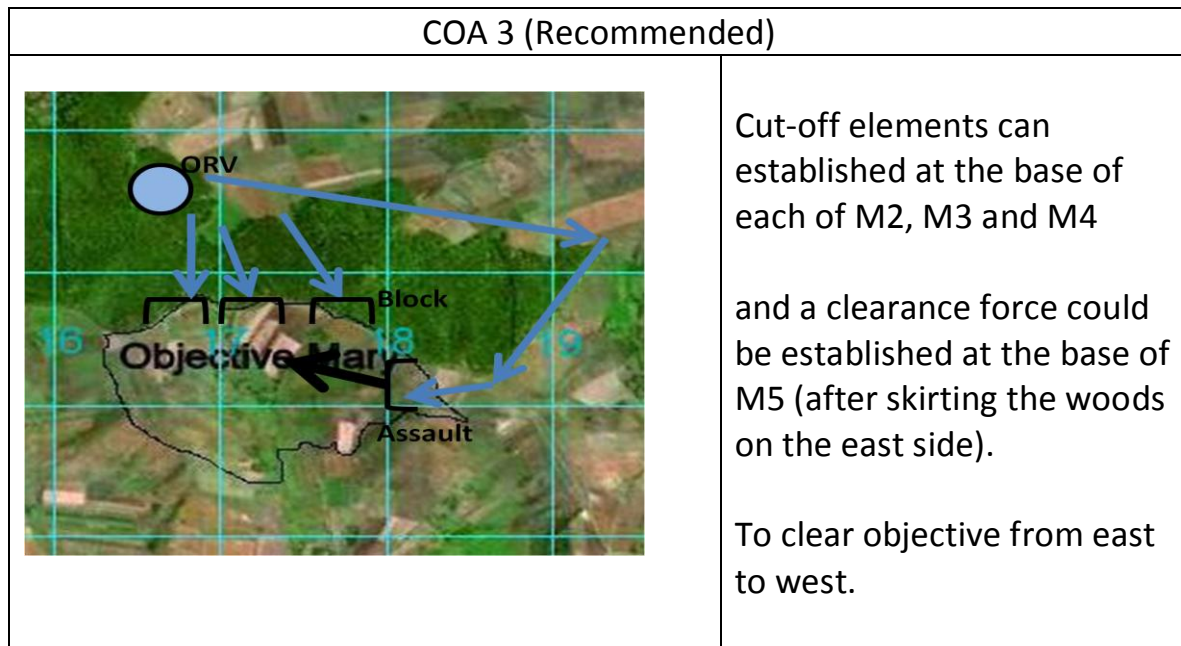 COA 3 (Recommended)
ORV
Block
16 17 18 19
Objective Mary
Assault
Cut-off elements can
established at the base of
each of M2, M3 and M4
and a clearance force could
be established at the base of
M5 (after skirting the woods
on the east side).
To clear objective from east
to west.